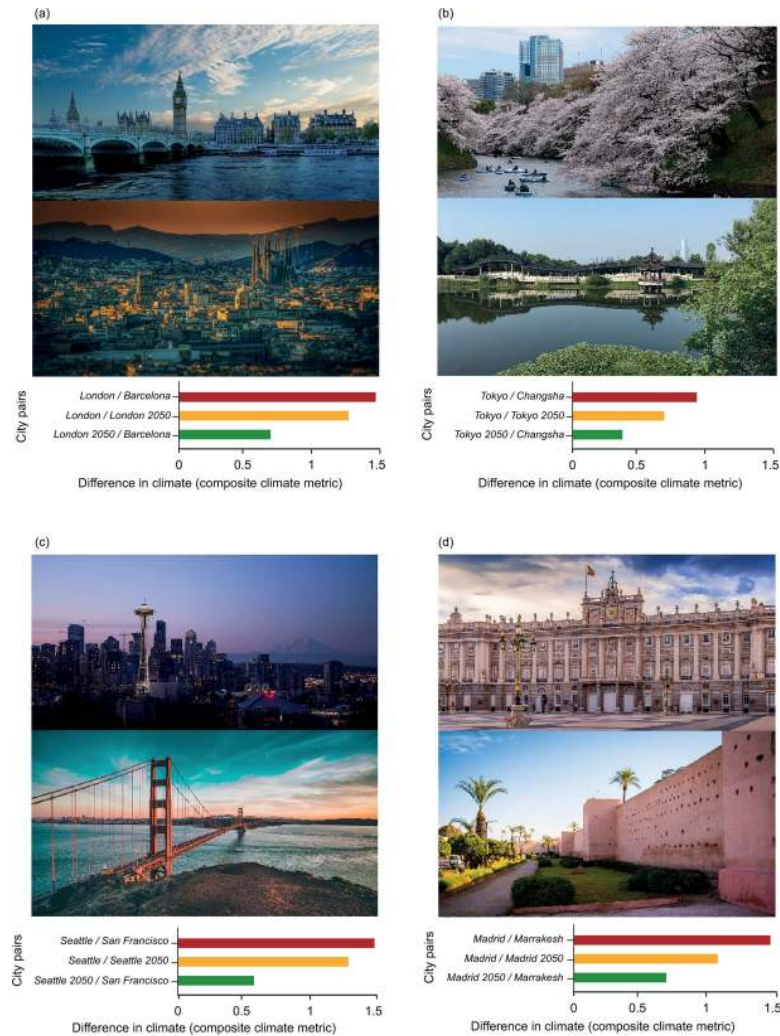 (a)
London / Barcelona
London / London 2050
London 2050 / Barcelona
City pairs
0 0.5 1 1.5
Difference in climate (composite climate metric)
(b)
Tokyo / Changsha
Tokyo / Tokyo 2050
Tokyo 2050 / Changsha
City pairs
0 0.5 1 1.5
Difference in climate (composite climate metric)
(c)
Seattle / San Francisco
Seattle / Seattle 2050
Seattle 2050 / San Francisco
City pairs
0 0.5 1 1.5
Difference in climate (composite climate metric)
(d)
Madrid / Marrakesh
Madrid / Madrid 2050
Madrid 2050 / Marrakesh
City pairs
0 0.5 1 1.5
Difference in climate (composite climate metric)